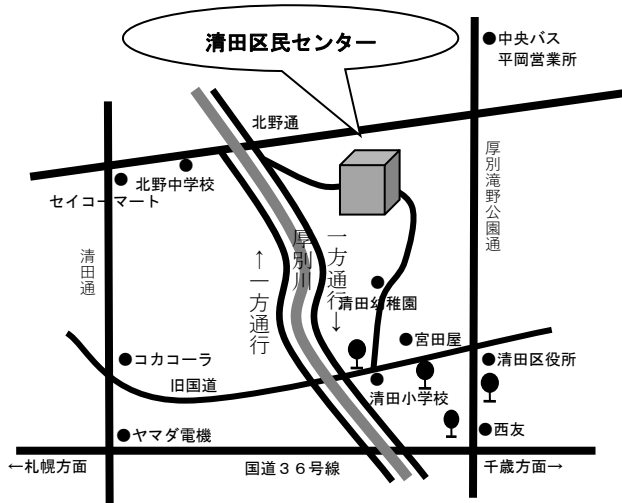 清田区民センター
中央バス
平岡営業所
北野通
厚別滝野公園通
北野中学校
セイコーマート
清田通
厚別川
一方通行↓
↑一方通行
清田幼稚園
宮田屋
コカコーラ
清田区役所
旧国道
清田小学校
ヤマダ電機
西友
←札幌方面
国道３６号線
千歳方面→